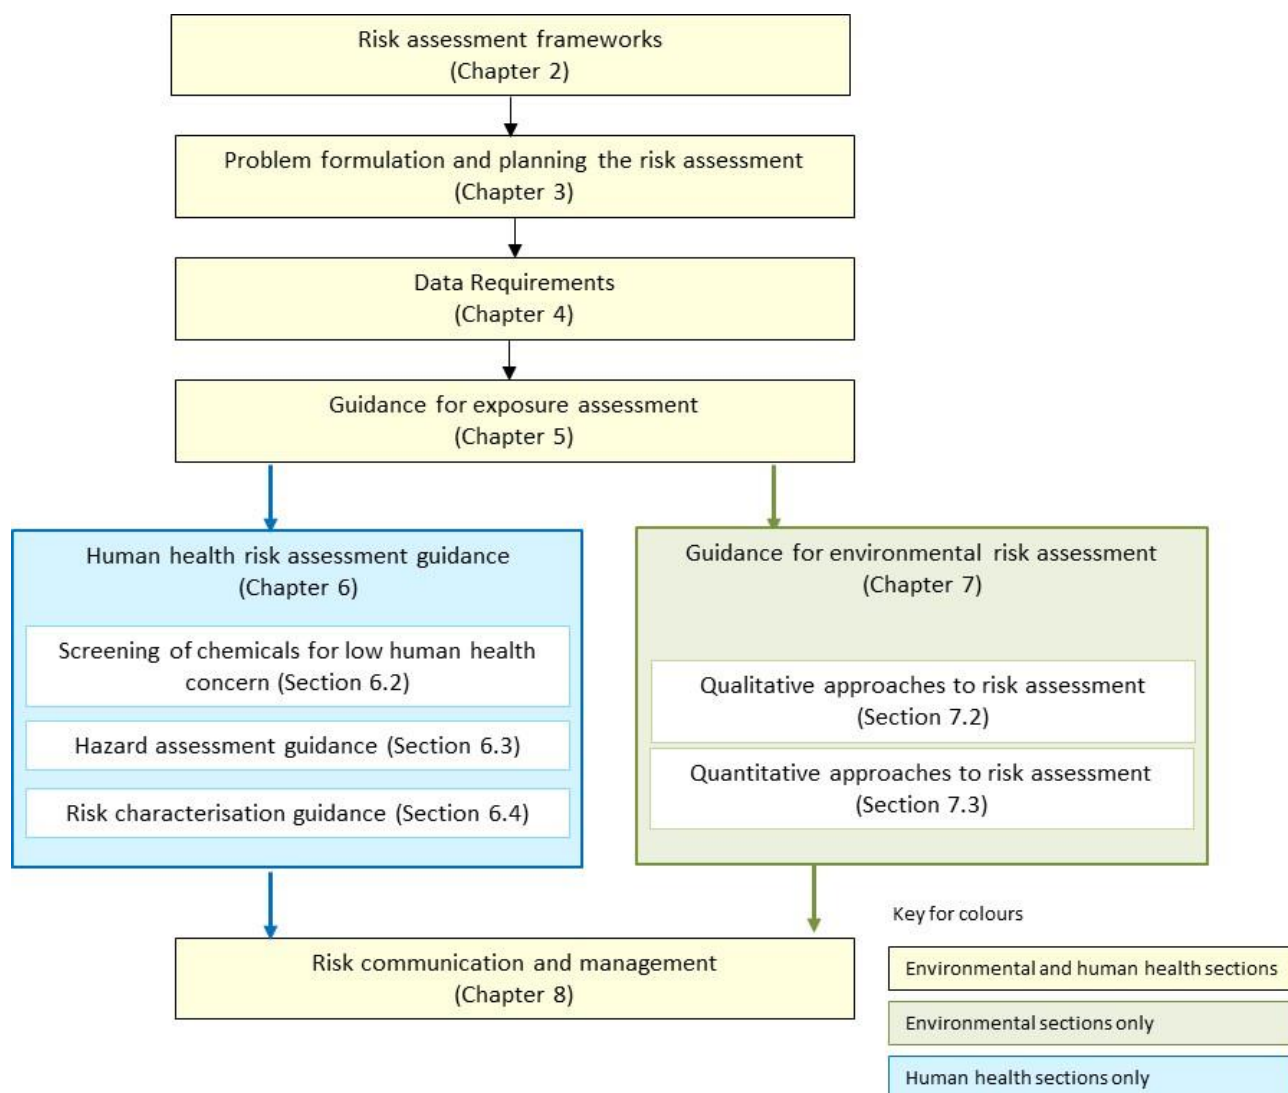 Risk assessment frameworks
(Chapter 2)
Problem formulation and planning the risk assessment
(Chapter 3)
Data Requirements
(Chapter 4)
Guidance for exposure assessment
(Chapter 5)
Human health risk assessment guidance
(Chapter 6)
Screening of chemicals for low human health
concern (Section 6.2)
Hazard assessment guidance (Section 6.3)
Risk characterisation guidance (Section 6.4)
Guidance for environmental risk assessment
(Chapter 7)
Qualitative approaches to risk assessment
(Section 7.2)
Quantitative approaches to risk assessment
(Section 7.3)
Risk communication and management
(Chapter 8)
Key for colours
Environmental and human health sections
Environmental sections only
Human health sections only